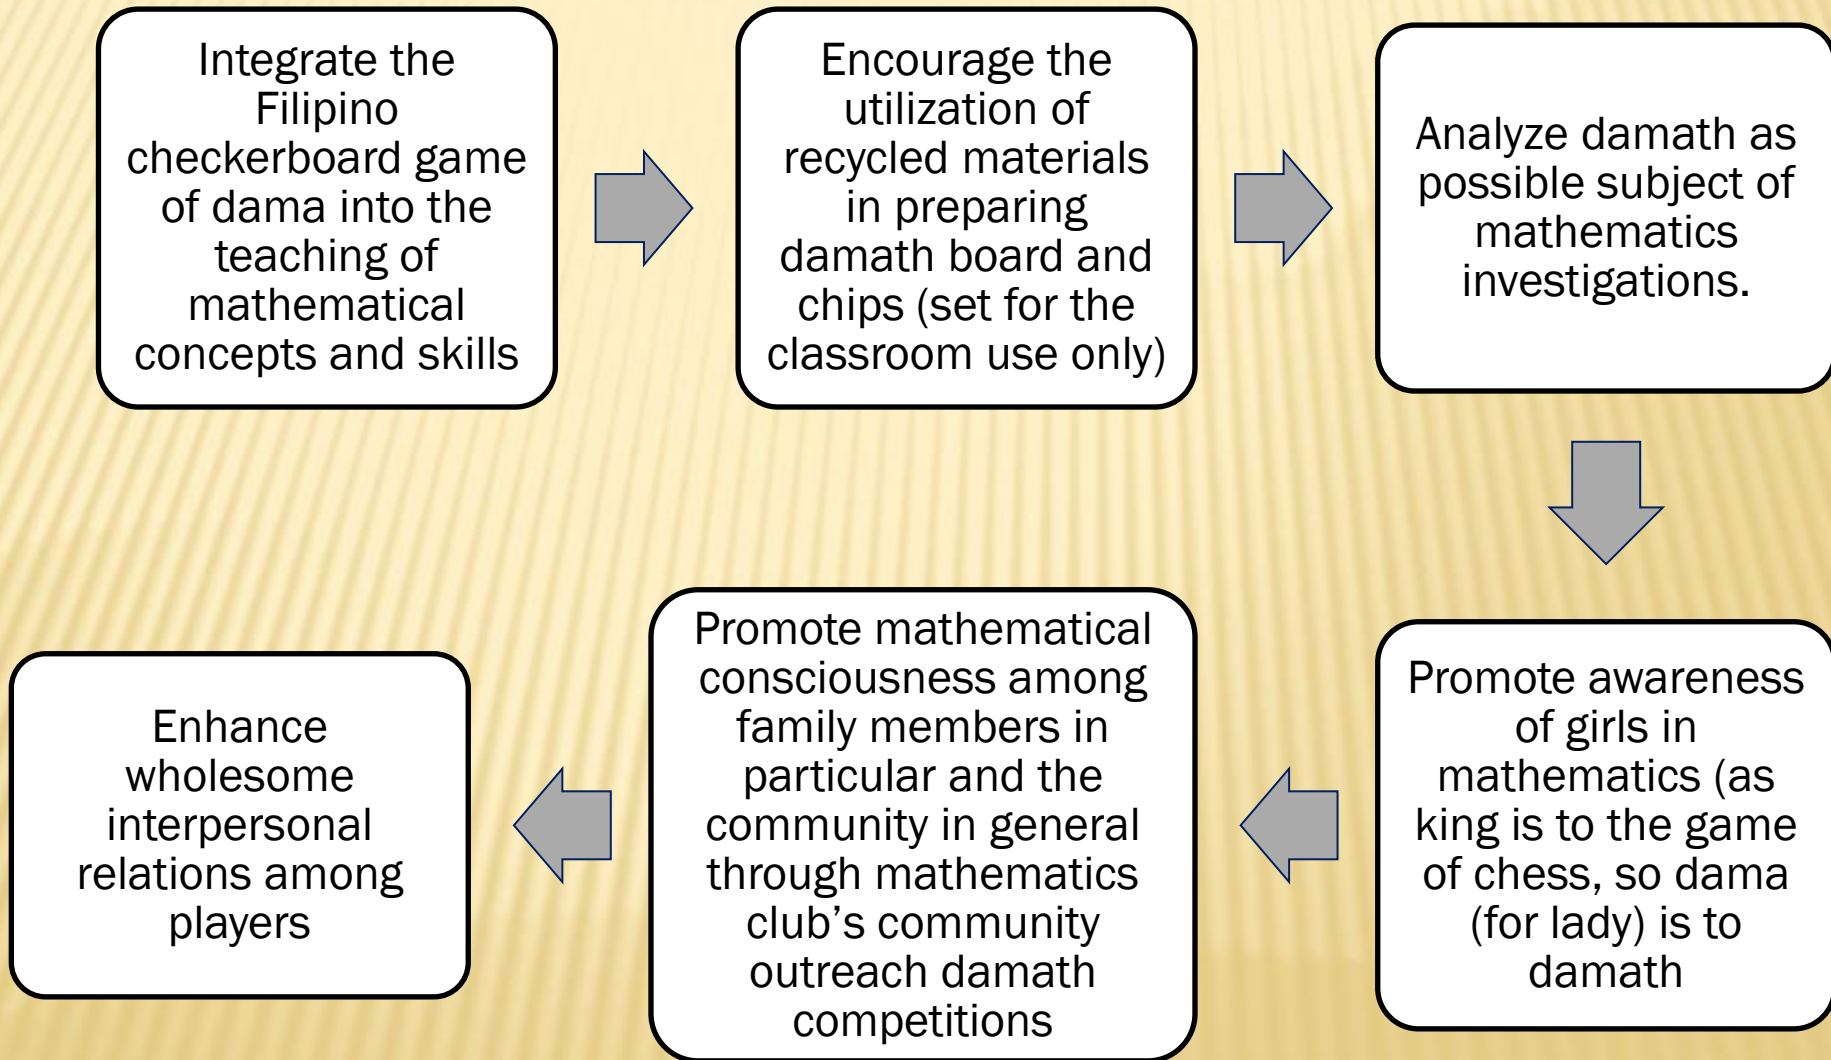 Integrate the
Filipino
checkerboard game
of dama into the
teaching of
mathematical
concepts and skills
Encourage the
utilization of
recycled materials
in preparing
damath board and
chips (set for the
classroom use only)
Analyze damath as
possible subject of
mathematics
investigations.
Promote awareness
of girls in
mathematics (as
king is to the game
of chess, so dama
(for lady) is to
damath
Promote mathematical
consciousness among
family members in
particular and the
community in general
through mathematics
club’s community
outreach damath
competitions
Enhance
wholesome
interpersonal
relations among
players